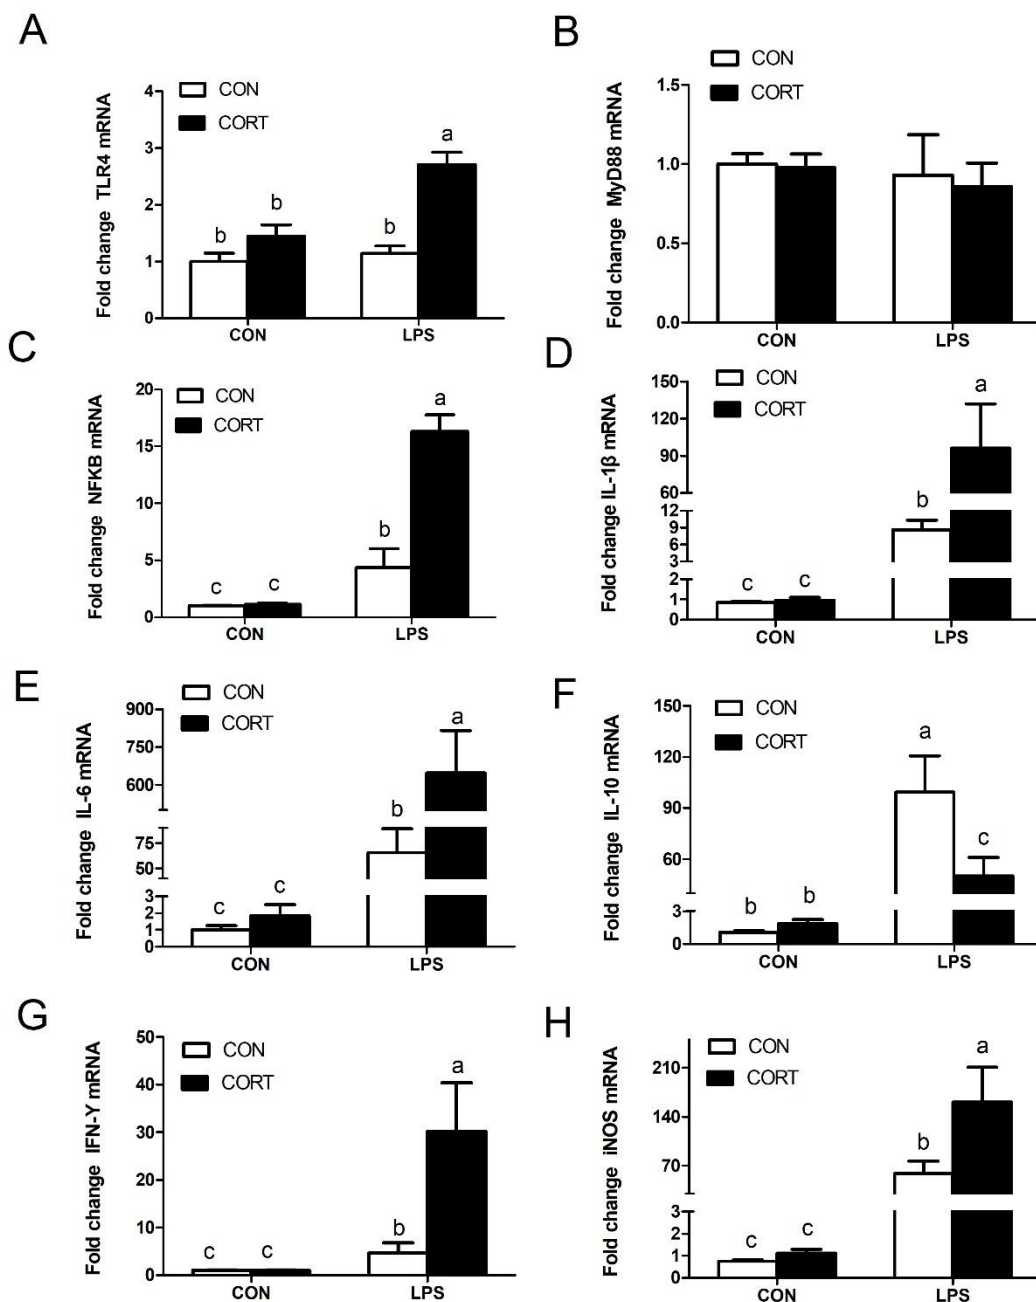 A
Fold change TLR4 mRNA
4
3
2
1
0
CON
CORT
b
b
b
a
CON
LPS
B
Fold change MyD88 mRNA
1.5
1.0
0.5
0.0
CON
CORT
CON
LPS
C
Fold change NFKB mRNA
20
15
10
5
0
CON
CORT
c
c
b
a
CON
LPS
D
Fold change IL-1β mRNA
150
120
90
60
12
9
6
3
2
1
0
CON
CORT
c
c
b
a
CON
LPS
E
Fold change IL-6 mRNA
900
750
600
75
50
3
2
1
0
CON
CORT
c
c
b
a
CON
LPS
F
Fold change IL-10 mRNA
150
120
90
60
3
0
CON
CORT
b
b
a
c
CON
LPS
G
Fold change IFN-Y mRNA
50
40
30
20
10
0
CON
CORT
c
c
b
a
CON
LPS
H
Fold change iNOS mRNA
210
140
70
3
2
1
0
CON
CORT
c
c
b
a
CON
LPS